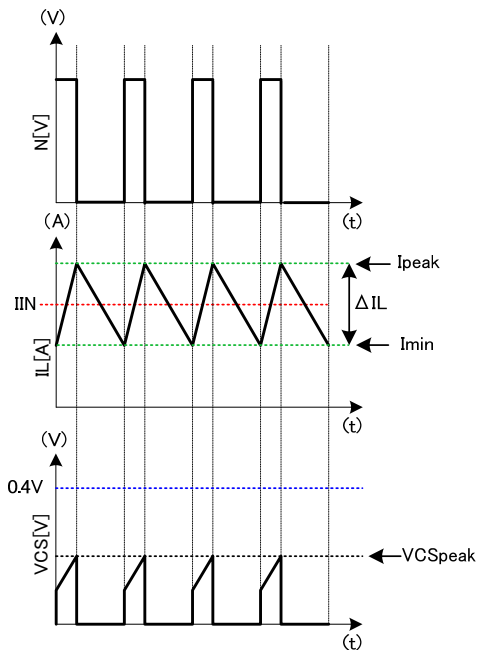 (V)
N[V]
(t)
(A)
Ipeak
IIN
ΔIL
Imin
IL[A]
(t)
(V)
0.4V
VCS[V]
VCSpeak
(t)